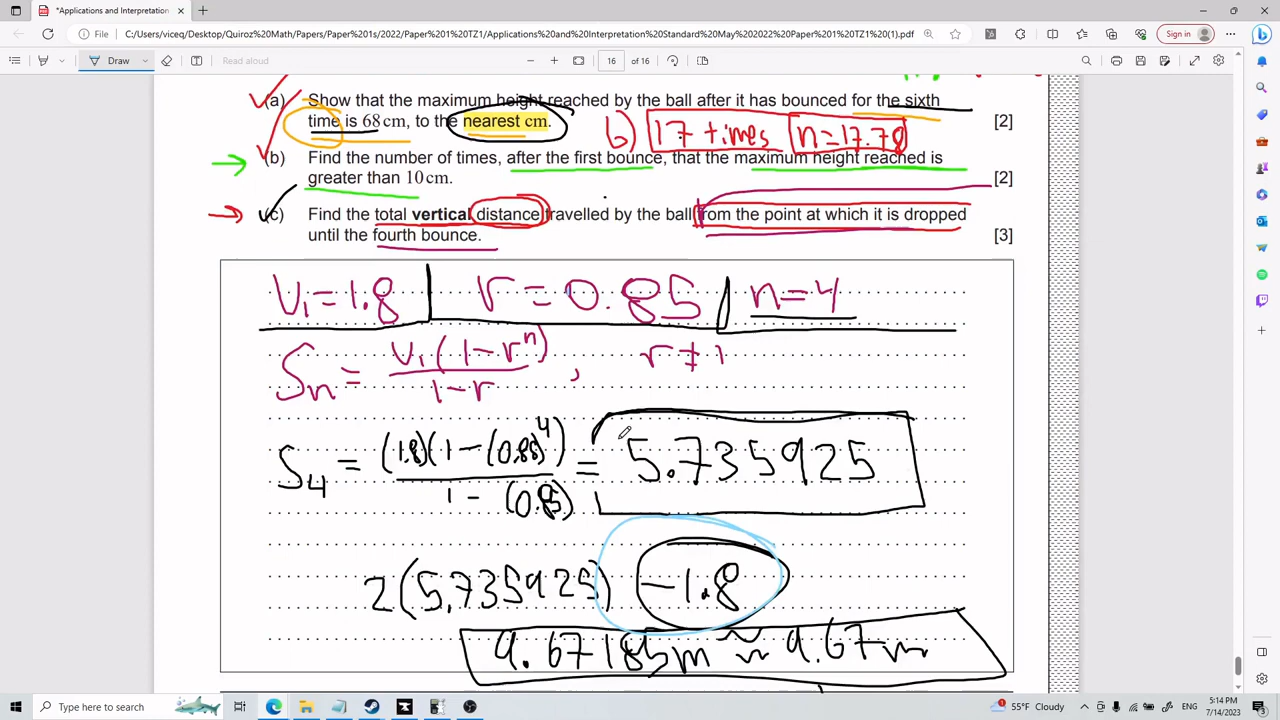 *Applications and Interpretation
File
C:/Users/viceq/Desktop/Quiroz%20Math/Papers/Paper%201s/2022/Paper%201%20TZ1/Applications%20and%20Interpretation%20Standard%20May%202022%20Paper%201%20TZ1%20(1).pdf
Sign in
Draw
Read aloud
16 of 16
(a) Show that the maximum height reached by the ball after it has bounced for the sixth
time is 68 cm, to the nearest cm. [2]
b) 17 times n=17.78
(b) Find the number of times, after the first bounce, that the maximum height reached is
greater than 10 cm. [2]
(c) Find the total vertical distance travelled by the ball from the point at which it is dropped
until the fourth bounce. [3]
U₁=1.8 r=0.85 n=4
Sn = U₁(1-rⁿ)/1-r, r≠1
S4 = (1.8)(1-(0.85)⁴)/1-(0.85) = 5.735925
2(5.735925) -1.8
9.67185m ≈ 9.67m
Type here to search
55°F Cloudy
5:14 PM
7/14/2023